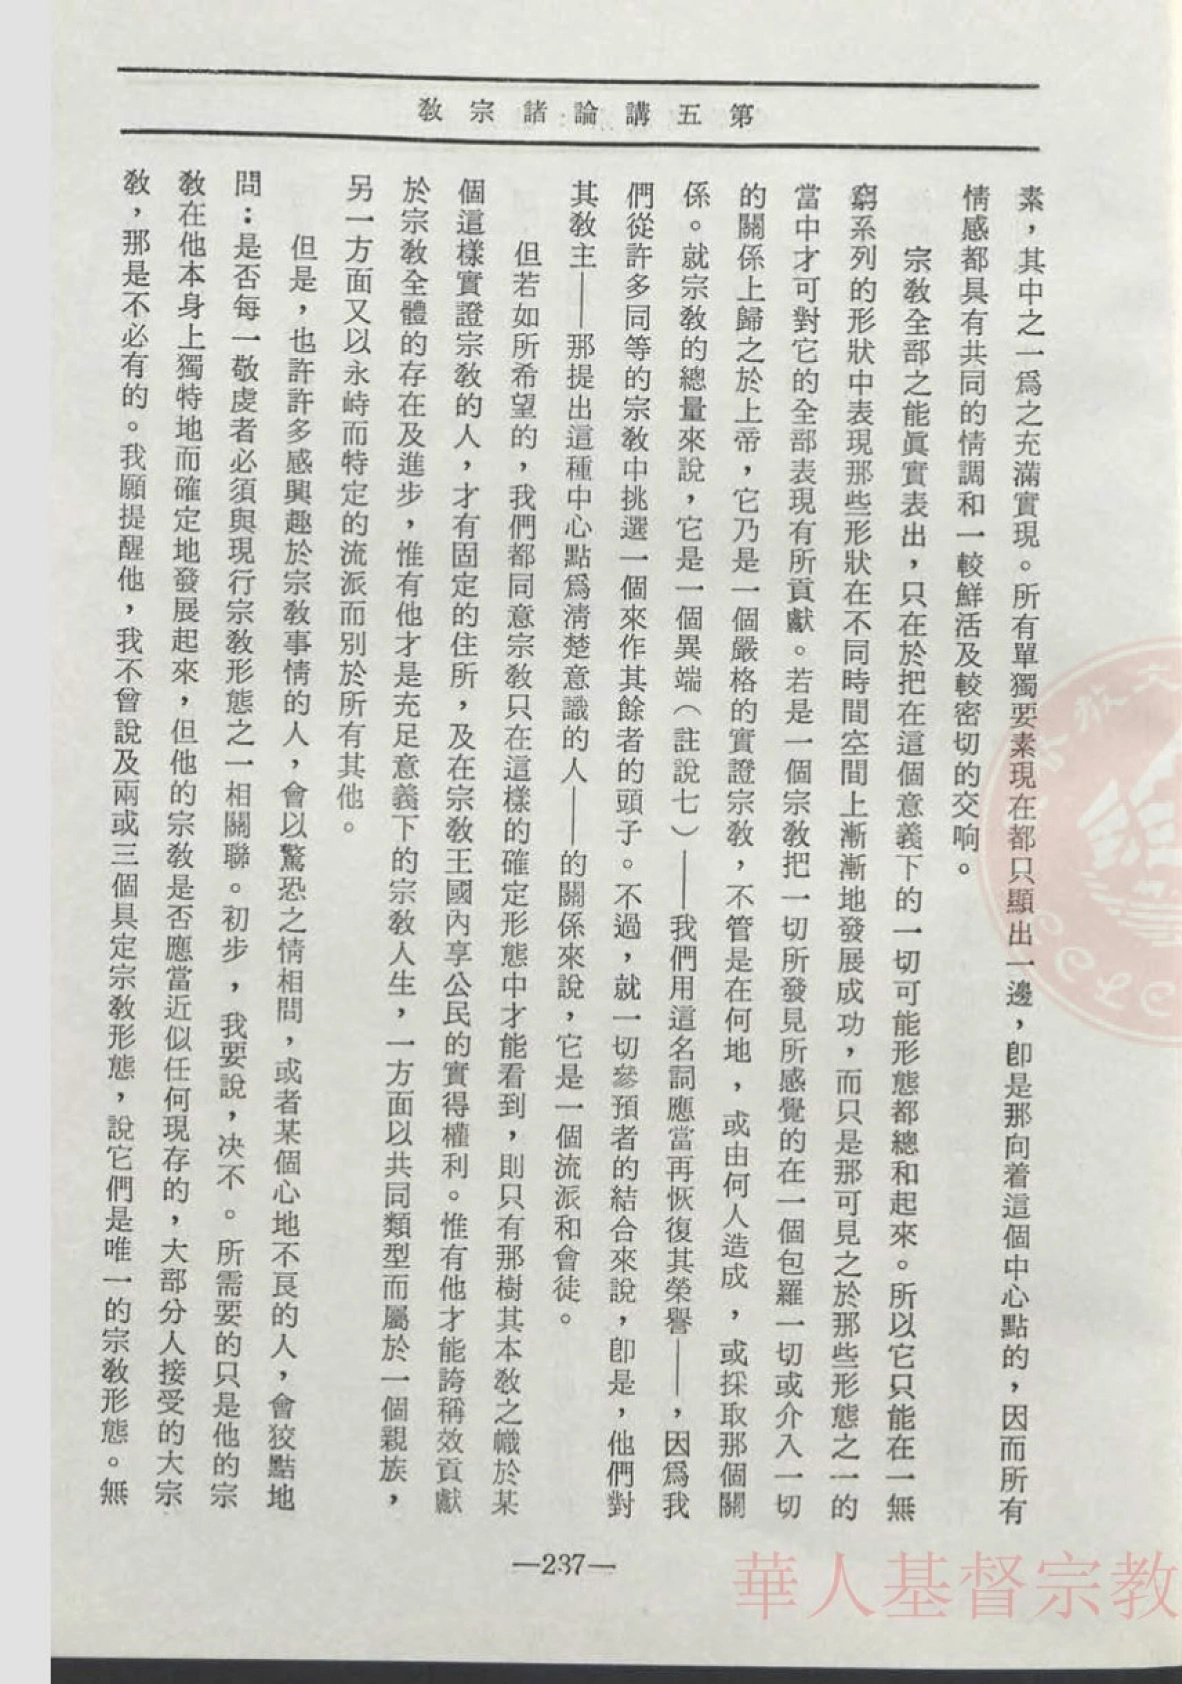 第五講論諸宗教
素，其中之一爲之充滿實現。所有單獨要素現在都只顯出一邊，卽是那向着這個中心點的，因而所有
情感都具有共同的情調和一較鮮活及較密切的交响。
宗教全部之能眞實表出，只在於把在這個意義下的一切可能形態都總和起來。所以它只能在一無
窮系列的形狀中表現那些形狀在不同時間空間上漸漸地發展成功，而只是那可見之於那些形態之一的
當中才可對它的全部表現有所貢獻。若是一個宗教把一切所發見所感覺的在一個包羅一切或介入一切
的關係上歸之於上帝，它乃是一個嚴格的實證宗教，不管是在何地，或由何人造成，或採取那個關
係。就宗教的總量來說，它是一個異端（註說七）——我們用這名詞應當再恢復其榮譽——，因爲我
們從許多同等的宗教中挑選一個來作其餘者的頭子。不過，就一切參預者的結合來說，卽是，他們對
其教主——那提出這種中心點爲淸楚意識的人——的關係來說，它是一個流派和會徒。
但若如所希望的，我們都同意宗教只在這樣的確定形態中才能看到，則只有那樹其本教之幟於某
個這樣實證宗教的人，才有固定的住所，及在宗教王國內享公民的實得權利。惟有他才能誇稱效貢獻
於宗教全體的存在及進步，惟有他才是充足意義下的宗教人生，一方面以共同類型而屬於一個親族，
另一方面又以永峙而特定的流派而別於所有其他。
但是，也許許多感興趣於宗教事情的人，會以驚恐之情相問，或者某個心地不良的人，會狡黠地
問：是否每一敬虔者必須與現行宗教形態之一相關聯。初步，我要說，決不。所需要的只是他的宗
教在他本身上獨特地而確定地發展起來，但他的宗教是否應當近似任何現存的，大部分人接受的大宗
教，那是不必有的。我願提醒他，我不曾說及兩或三個具定宗教形態，說它們是唯一的宗教形態。無
—237—
華人基督宗教